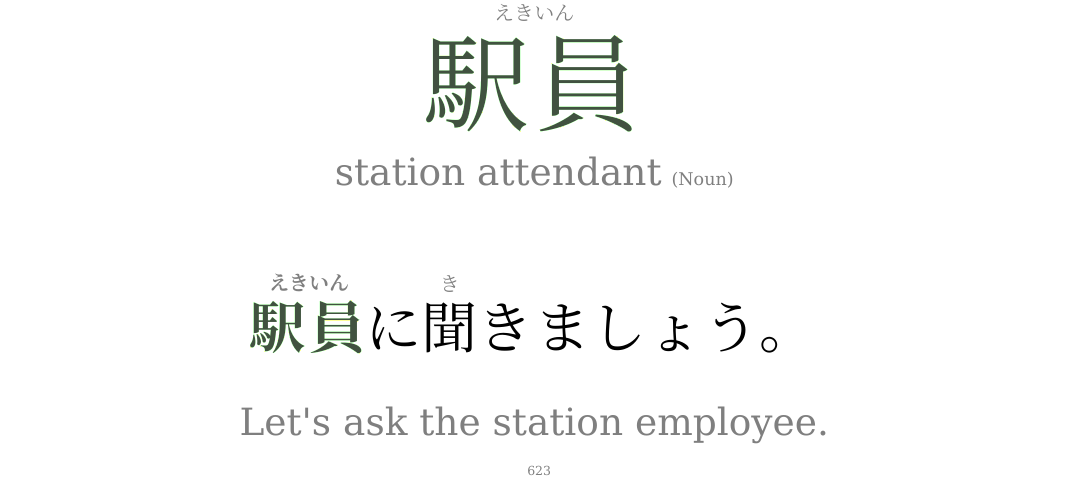 えきいん
駅員
station attendant (Noun)
えきいん き
駅員に聞きましょう。
Let's ask the station employee.
623